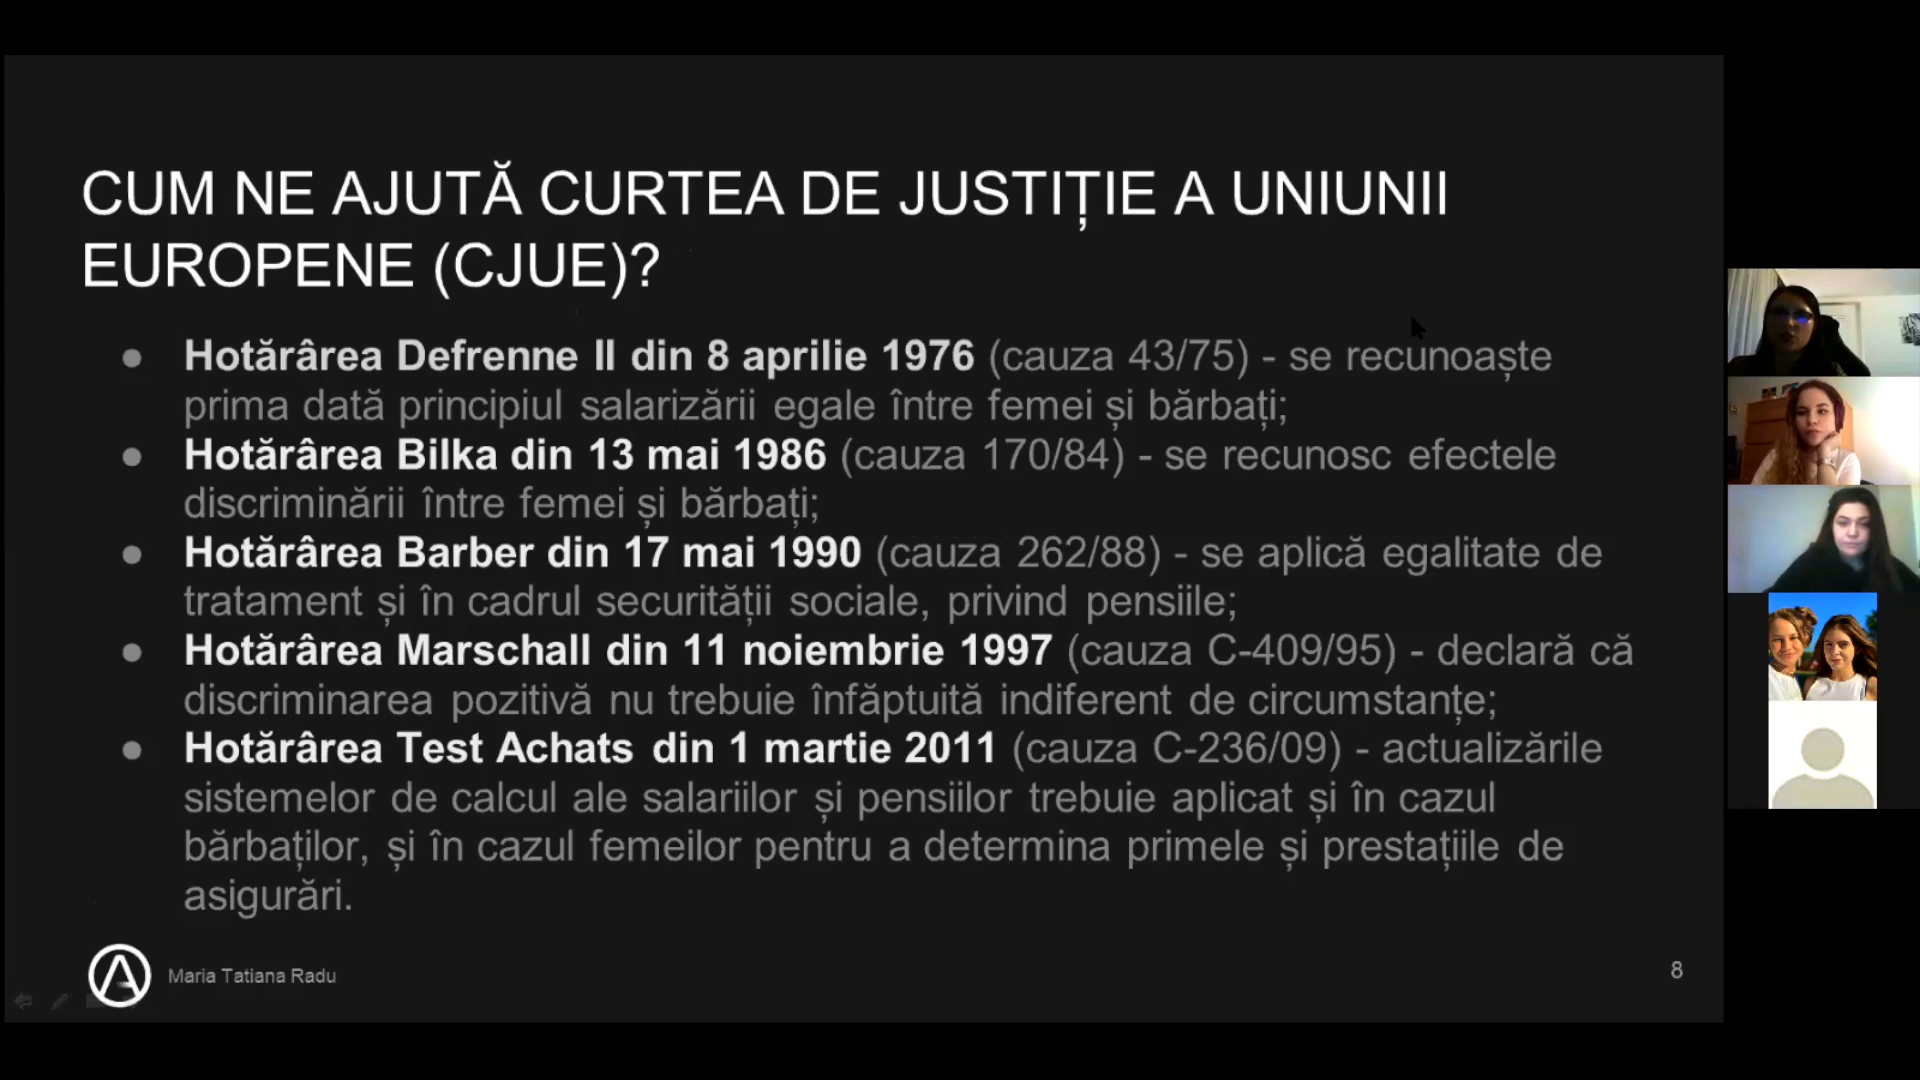 CUM NE AJUTĂ CURTEA DE JUSTIȚIE A UNIUNII
EUROPENE (CJUE)?
● Hotărârea Defrenne II din 8 aprilie 1976 (cauza 43/75) - se recunoaște
prima dată principiul salarizării egale între femei și bărbați;
● Hotărârea Bilka din 13 mai 1986 (cauza 170/84) - se recunosc efectele
discriminării între femei și bărbați;
● Hotărârea Barber din 17 mai 1990 (cauza 262/88) - se aplică egalitate de
tratament și în cadrul securității sociale, privind pensiile;
● Hotărârea Marschall din 11 noiembrie 1997 (cauza C-409/95) - declară că
discriminarea pozitivă nu trebuie înfăptuită indiferent de circumstanțe;
● Hotărârea Test Achats din 1 martie 2011 (cauza C-236/09) - actualizările
sistemelor de calcul ale salariilor și pensiilor trebuie aplicat și în cazul
bărbaților, și în cazul femeilor pentru a determina primele și prestațiile de
asigurări.
Maria Tatiana Radu
8